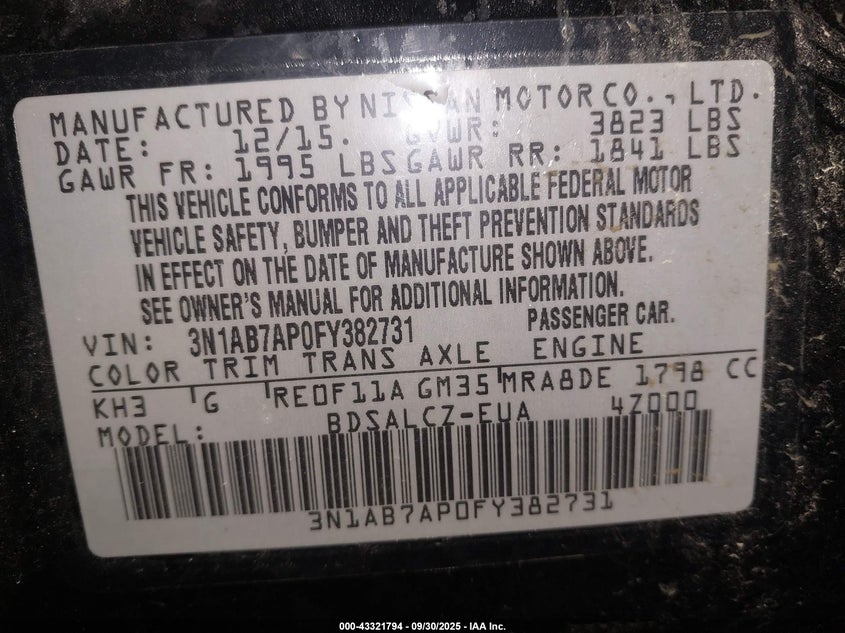 MANUFACTURED BY NISSAN MOTOR CO., LTD.
DATE: 12/15. GVWR: 3823 LBS
GAWR FR: 1995 LBS GAWR RR: 1841 LBS
THIS VEHICLE CONFORMS TO ALL APPLICABLE FEDERAL MOTOR
VEHICLE SAFETY, BUMPER AND THEFT PREVENTION STANDARDS
IN EFFECT ON THE DATE OF MANUFACTURE SHOWN ABOVE.
SEE OWNER'S MANUAL FOR ADDITIONAL INFORMATION.
VIN: 3N1AB7AP0FY382731 PASSENGER CAR.
COLOR TRIM TRANS AXLE ENGINE
KH3 G RE0F11A GM35 MRA8DE 1798 CC
MODEL: BDSALCZ-EUA 4Z000
3N1AB7AP0FY382731
000-43321794 - 09/30/2025 - IAA Inc.